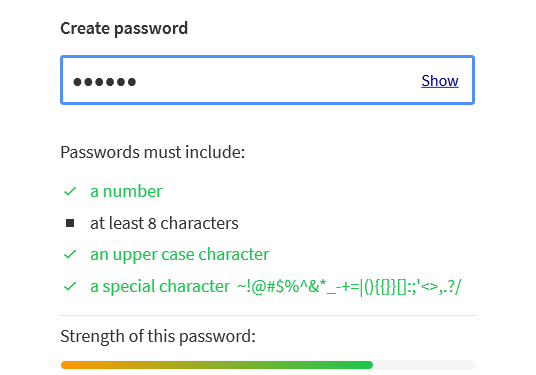 Create password
●●●●●● Show
Passwords must include:
a number
at least 8 characters
an upper case character
a special character ~!@#$%^&*_-+=|(){{}}[]:;'<>,.?/
Strength of this password: